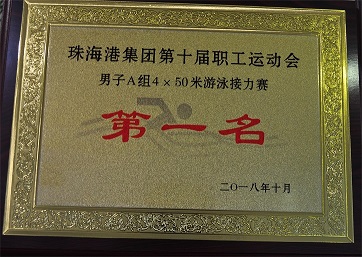 珠海港集团第十届职工运动会
男子A组4×50米游泳接力赛
第一名
二〇一八年十月